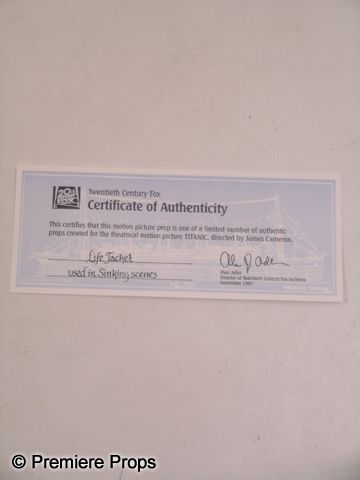 20th
CENTURY
FOX
Twentieth Century Fox
Certificate of Authenticity
This certifies that this motion picture prop is one of a limited number of authentic
props created for the theatrical motion picture TITANIC, directed by James Cameron.
Life Jacket
used in Sinking scenes
Alan Adler
Director of Twentieth Century Fox Archives
November 1997
© Premiere Props